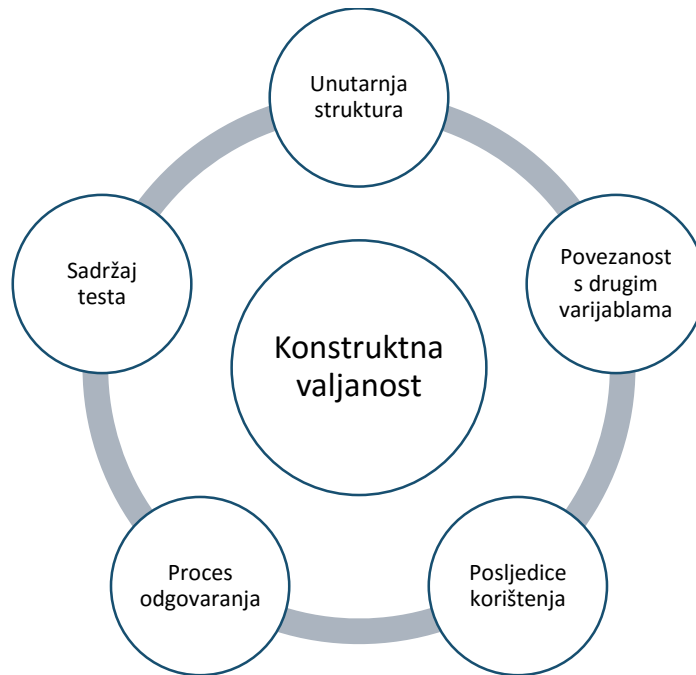 Unutarnja
struktura
Povezanost
s drugim
varijablama
Sadržaj
testa
Konstruktna
valjanost
Proces
odgovaranja
Posljedice
korištenja